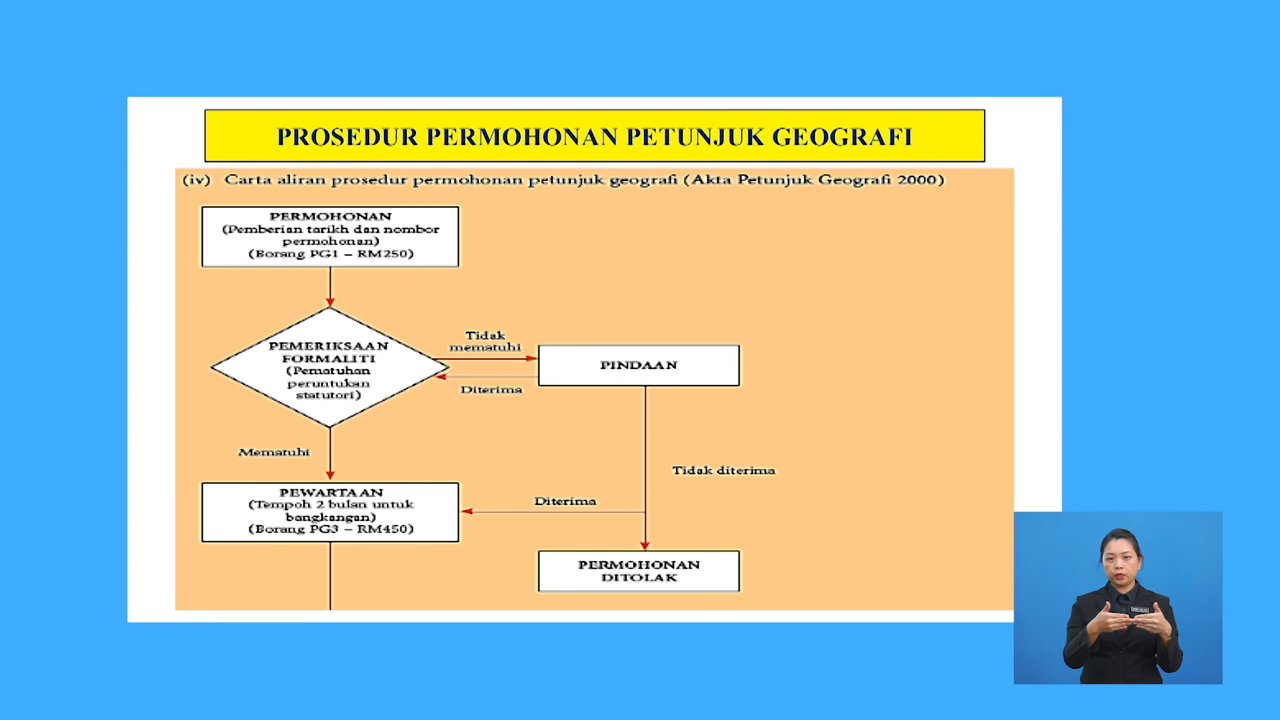 PROSEDUR PERMOHONAN PETUNJUK GEOGRAFI
(iv) Carta aliran prosedur permohonan petunjuk geografi (Akta Petunjuk Geografi 2000)
PERMOHONAN
(Pemberian tarikh dan nombor
permohonan)
(Borang PG1 – RM250)
PEMERIKSAAN
FORMALITI
(Pematuhan
peruntukan
statutori)
Tidak
mematuhi
Diterima
PINDAAN
Mematuhi
Tidak diterima
PEWARTAAN
(Tempoh 2 bulan untuk
bangkangan)
(Borang PG3 – RM450)
Diterima
PERMOHONAN
DITOLAK